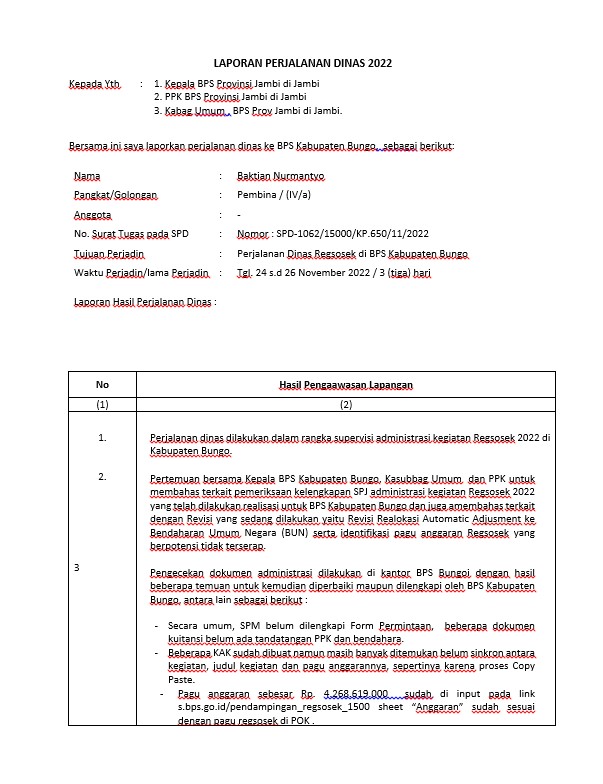 LAPORAN PERJALANAN DINAS 2022
Kepada Yth. : 1. Kepala BPS Provinsi Jambi di Jambi
2. PPK BPS Provinsi Jambi di Jambi
3. Kabag Umum , BPS Prov Jambi di Jambi.
Bersama ini saya laporkan perjalanan dinas ke BPS Kabupaten Bungo, sebagai berikut:
Nama : Baktian Nurmantyo
Pangkat/Golongan : Pembina / (IV/a)
Anggota : -
No. Surat Tugas pada SPD : Nomor : SPD-1062/15000/KP.650/11/2022
Tujuan Perjadin : Perjalanan Dinas Regsosek di BPS Kabupaten Bungo
Waktu Perjadin/lama Perjadin : Tgl. 24 s.d 26 November 2022 / 3 (tiga) hari
Laporan Hasil Perjalanan Dinas :
No Hasil Pengaawasan Lapangan
(1) (2)
1. Perjalanan dinas dilakukan dalam rangka supervisi administrasi kegiatan Regsosek 2022 di
Kabupaten Bungo.
2. Pertemuan bersama Kepala BPS Kabupaten Bungo, Kasubbag Umum dan PPK untuk
membahas terkait pemeriksaan kelengkapan SPJ administrasi kegiatan Regsosek 2022
yang telah dilakukan realisasi untuk BPS Kabupaten Bungo dan juga amembahas terkait
dengan Revisi yang sedang dilakukan yaitu Revisi Realokasi Automatic Adjusment ke
Bendaharan Umum Negara (BUN) serta identifikasi pagu anggaran Regsosek yang
berpotensi tidak terserap.
3 Pengecekan dokumen administrasi dilakukan di kantor BPS Bungoi dengan hasil
beberapa temuan untuk kemudian diperbaiki maupun dilengkapi oleh BPS Kabupaten
Bungo, antara lain sebagai berikut :
- Secara umum, SPM belum dilengkapi Form Permintaan, beberapa dokumen
kuitansi belum ada tandatangan PPK dan bendahara.
- Beberapa KAK sudah dibuat namun masih banyak ditemukan belum sinkron antara
kegiatan, judul kegiatan dan pagu anggarannya, sepertinya karena proses Copy
Paste.
- Pagu anggaran sebesar Rp. 4.268.619.000 sudah di input pada link
s.bps.go.id/pendampingan_regsosek_1500 sheet “Anggaran” sudah sesuai
dengan pagu regsosek di POK .